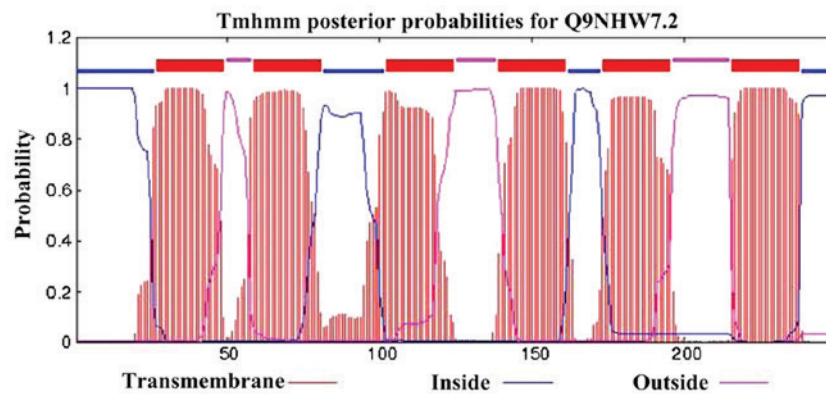 Tmhmm posterior probabilities for Q9NHW7.2
1.2
1
0.8
0.6
0.4
0.2
0
Probability
50 100 150 200
Transmembrane Inside Outside